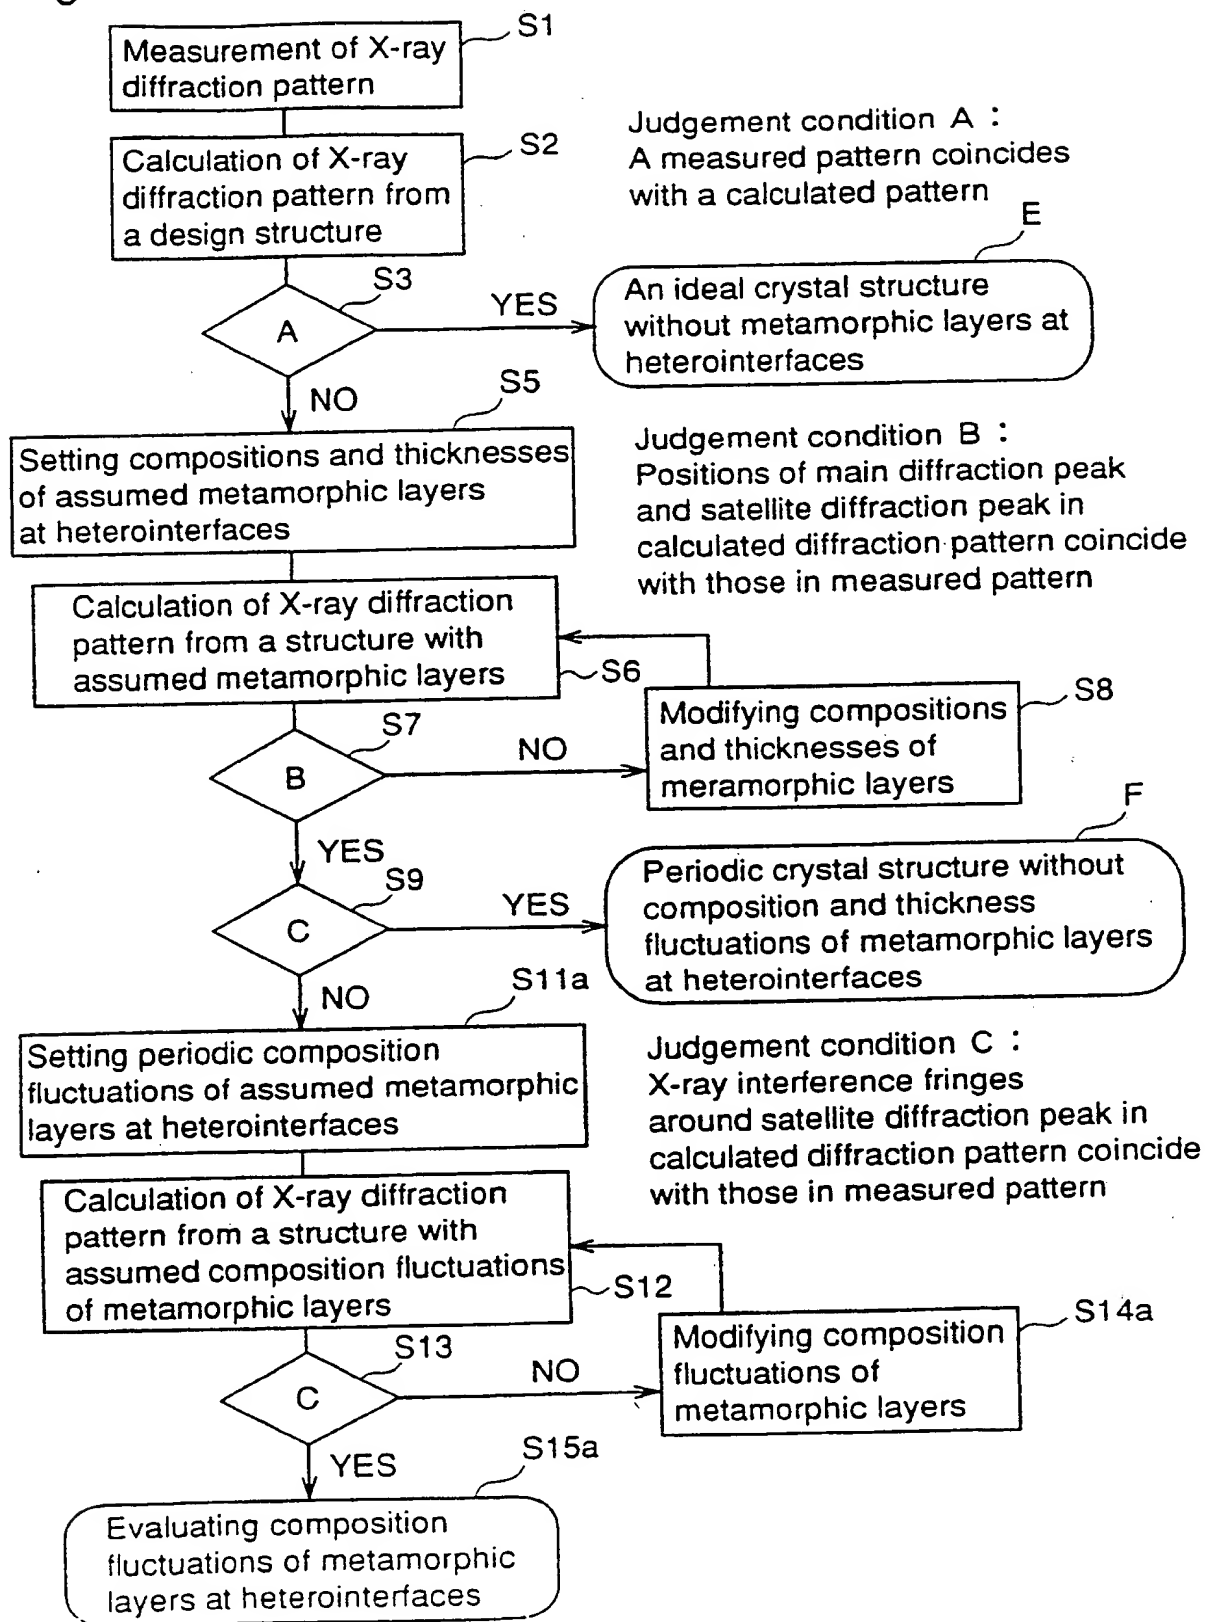 S1
Measurement of X-ray
diffraction pattern
S2
Calculation of X-ray
diffraction pattern from
a design structure
Judgement condition A :
A measured pattern coincides
with a calculated pattern
S3
A
YES
E
An ideal crystal structure
without metamorphic layers at
heterointerfaces
NO
S5
Setting compositions and thicknesses
of assumed metamorphic layers
at heterointerfaces
Judgement condition B :
Positions of main diffraction peak
and satellite diffraction peak in
calculated diffraction pattern coincide
with those in measured pattern
Calculation of X-ray diffraction
pattern from a structure with
assumed metamorphic layers
S6
S7
B
NO
S8
Modifying compositions
and thicknesses of
meramorphic layers
YES
S9
C
YES
F
Periodic crystal structure without
composition and thickness
fluctuations of metamorphic layers
at heterointerfaces
NO
S11a
Setting periodic composition
fluctuations of assumed metamorphic
layers at heterointerfaces
Judgement condition C :
X-ray interference fringes
around satellite diffraction peak in
calculated diffraction pattern coincide
with those in measured pattern
Calculation of X-ray diffraction
pattern from a structure with
assumed composition fluctuations
of metamorphic layers
S12
S13
C
NO
S14a
Modifying composition
fluctuations of
metamorphic layers
YES
S15a
Evaluating composition
fluctuations of metamorphic
layers at heterointerfaces